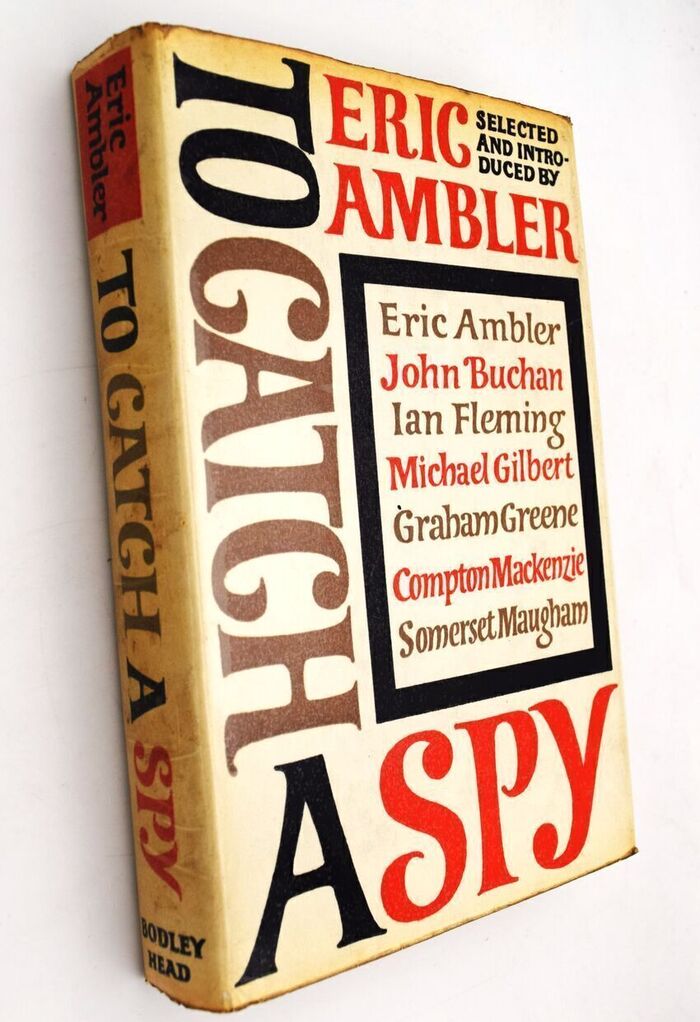 Eric
Ambler
TO CATCH A SPY
BODLEY
HEAD
TO
CATCH
A SPY
ERIC
AMBLER
SELECTED
AND INTRO-
DUCED BY
Eric Ambler
John Buchan
Ian Fleming
Michael Gilbert
Graham Greene
Compton Mackenzie
Somerset Maugham